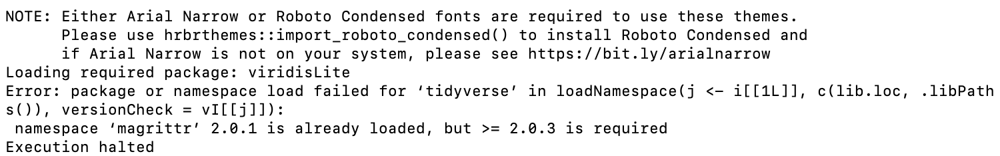 NOTE: Either Arial Narrow or Roboto Condensed fonts are required to use these themes.
      Please use hrbrthemes::import_roboto_condensed() to install Roboto Condensed and
      if Arial Narrow is not on your system, please see https://bit.ly/arialnarrow
Loading required package: viridisLite
Error: package or namespace load failed for ‘tidyverse’ in loadNamespace(j <- i[[1L]], c(lib.loc, .libPath
s()), versionCheck = vI[[j]]):
 namespace ‘magrittr’ 2.0.1 is already loaded, but >= 2.0.3 is required
Execution halted